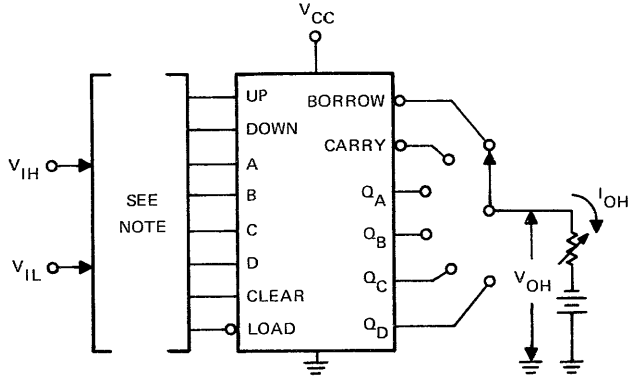 VCC
UP
DOWN
A
B
C
D
CLEAR
LOAD
BORROW
CARRY
QA
QB
QC
QD
VIH
VIL
SEE
NOTE
IOH
VOH